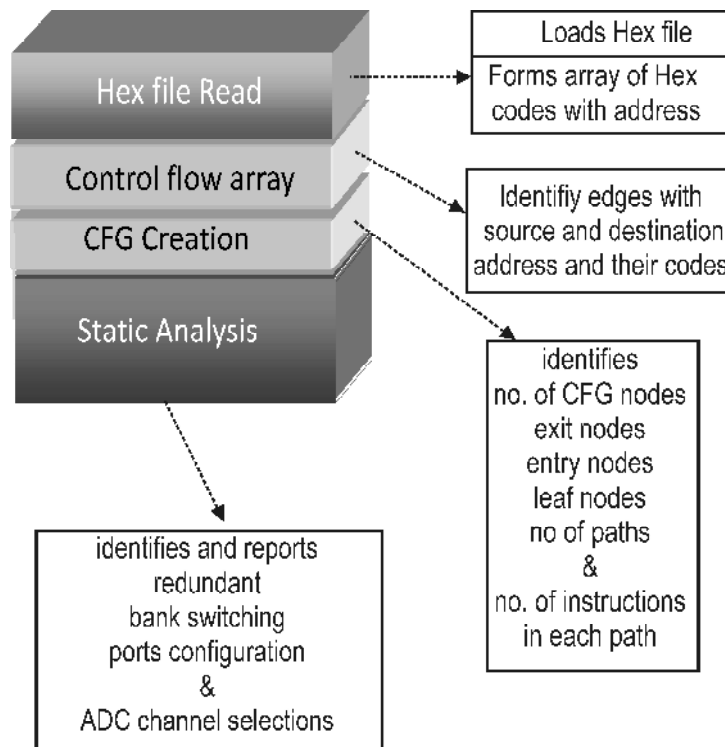 Hex file Read
Control flow array
CFG Creation
Static Analysis
Loads Hex file
Forms array of Hex
codes with address
Identifiy edges with
source and destination
address and their codes
identifies
no. of CFG nodes
exit nodes
entry nodes
leaf nodes
no of paths
&
no. of instructions
in each path
identifies and reports
redundant
bank switching
ports configuration
&
ADC channel selections